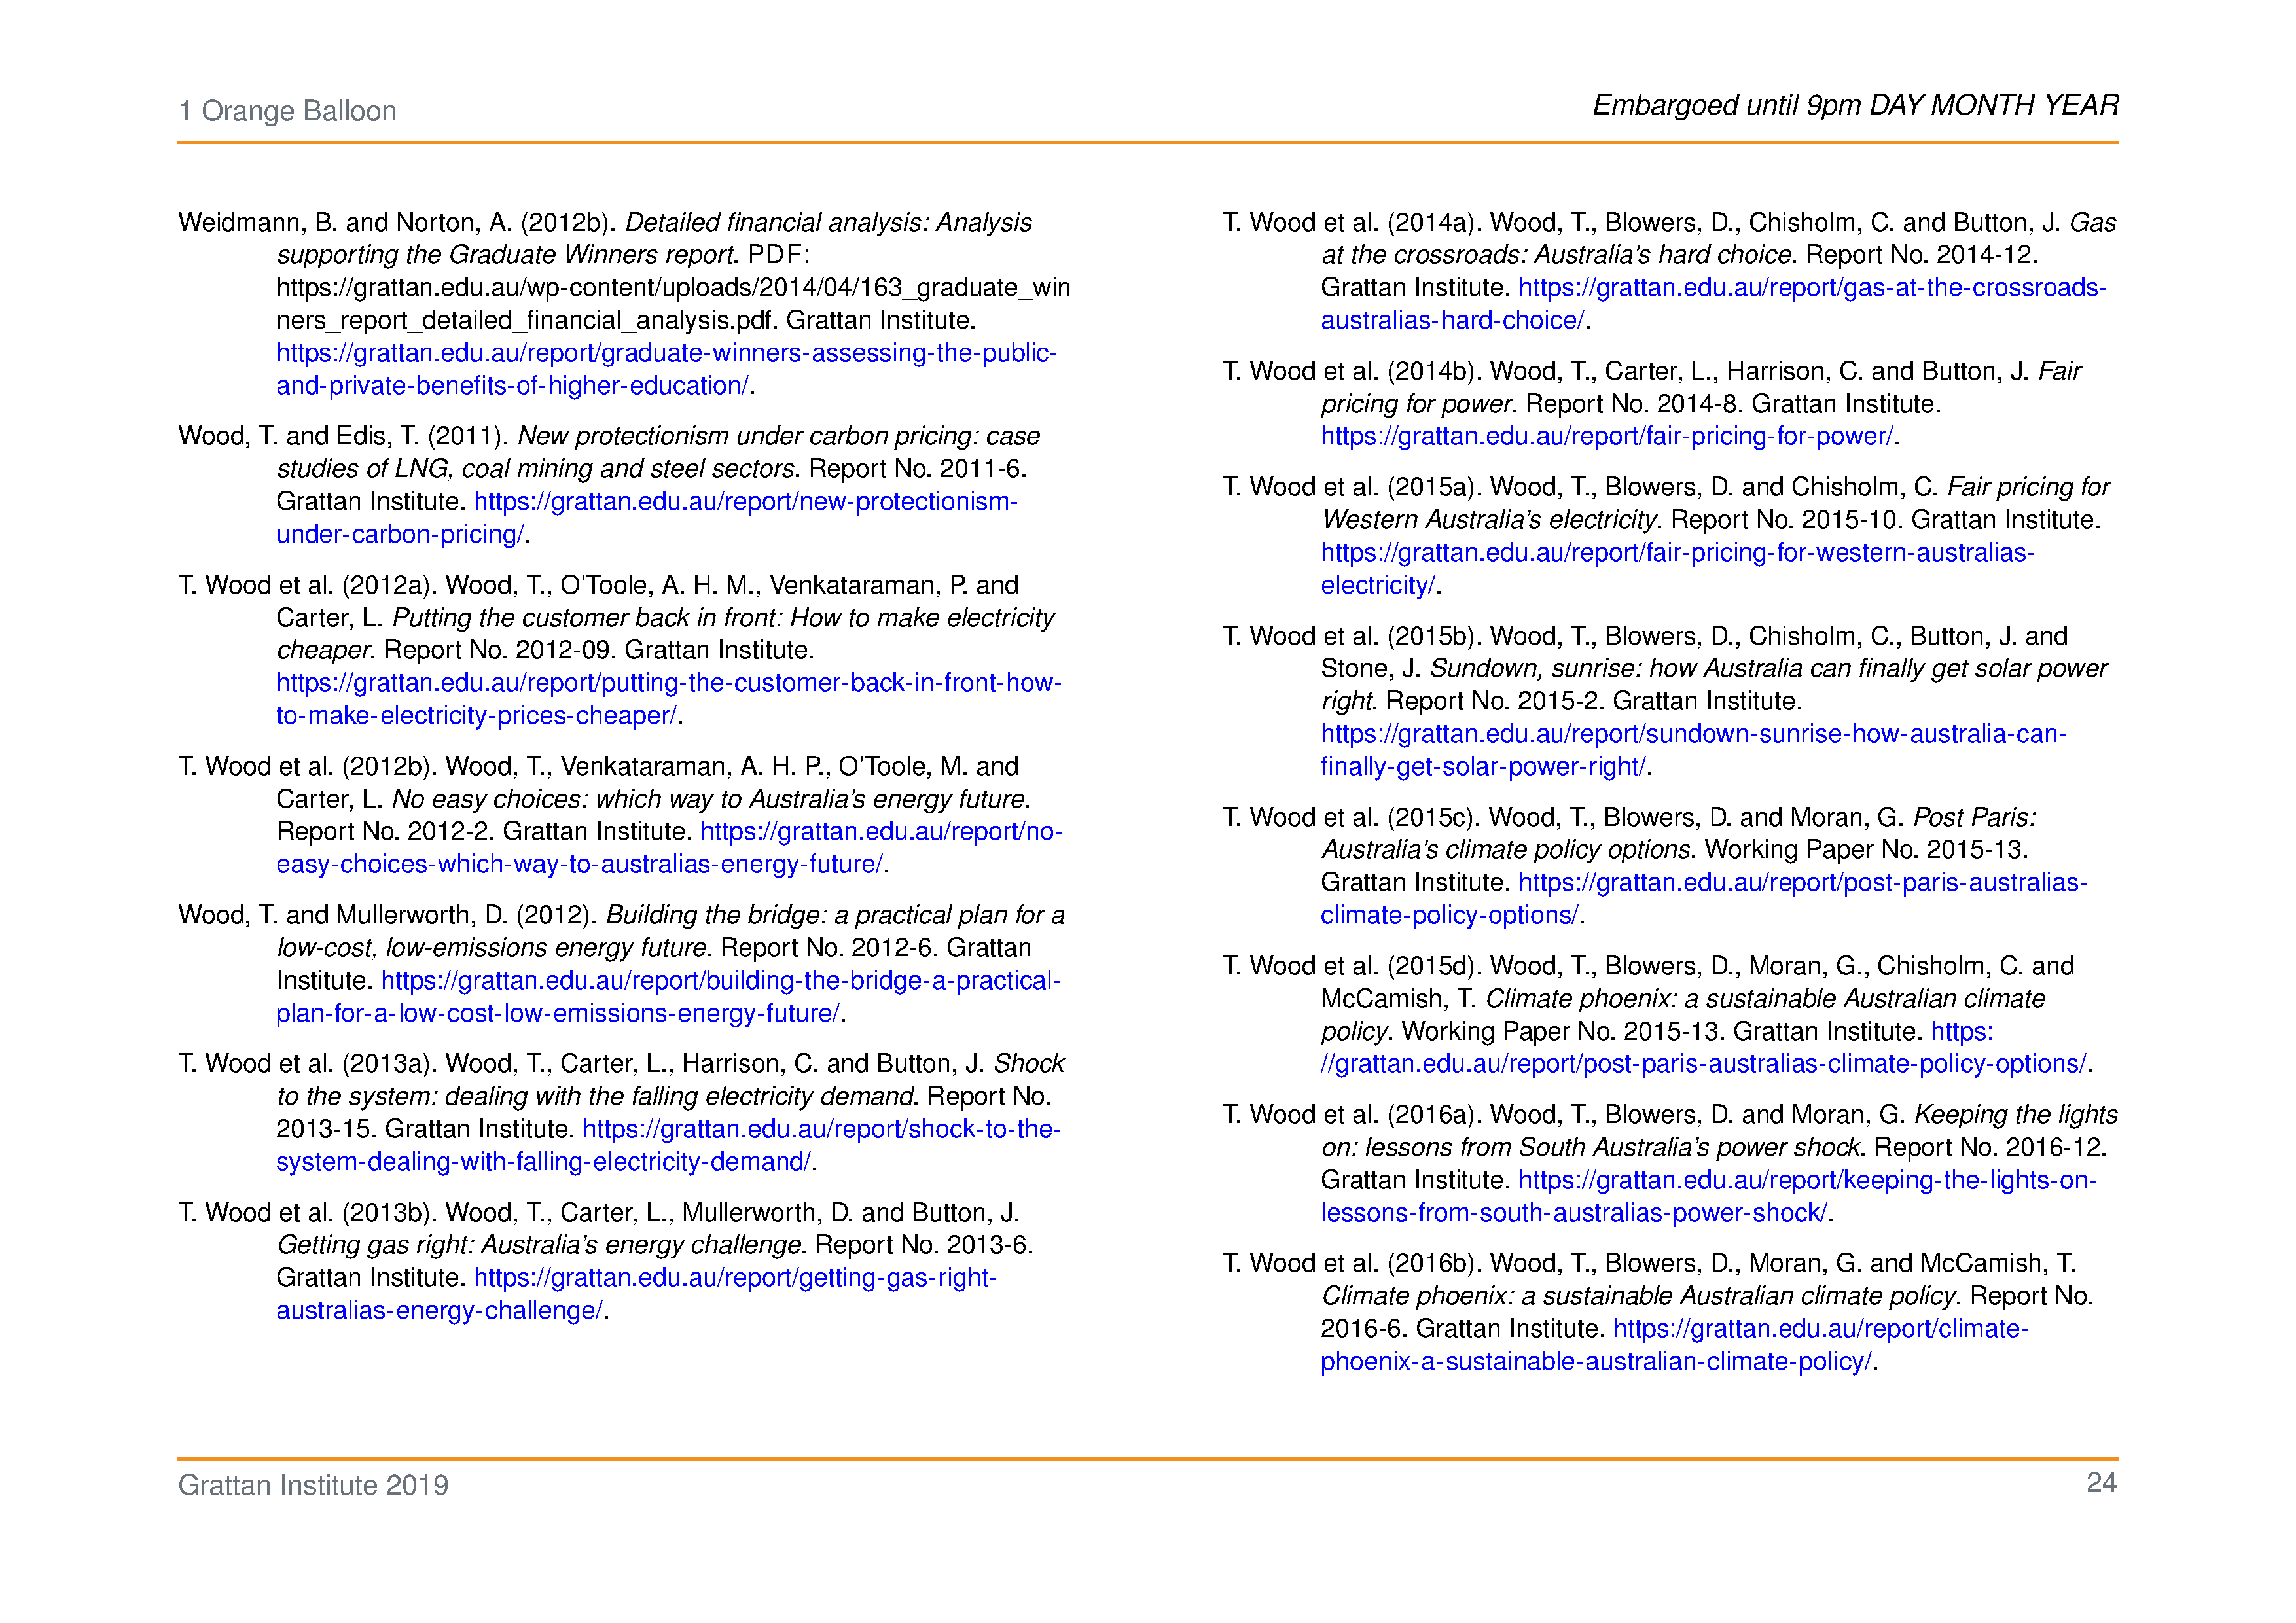 1 Orange Balloon
Embargoed until 9pm DAY MONTH YEAR
Weidmann, B. and Norton, A. (2012b). Detailed financial analysis: Analysis
supporting the Graduate Winners report. PDF:
https://grattan.edu.au/wp-content/uploads/2014/04/163_graduate_win
ners_report_detailed_financial_analysis.pdf. Grattan Institute.
https://grattan.edu.au/report/graduate-winners-assessing-the-public-
and-private-benefits-of-higher-education/.
Wood, T. and Edis, T. (2011). New protectionism under carbon pricing: case
studies of LNG, coal mining and steel sectors. Report No. 2011-6.
Grattan Institute. https://grattan.edu.au/report/new-protectionism-
under-carbon-pricing/.
T. Wood et al. (2012a). Wood, T., O'Toole, A. H. M., Venkataraman, P. and
Carter, L. Putting the customer back in front: How to make electricity
cheaper. Report No. 2012-09. Grattan Institute.
https://grattan.edu.au/report/putting-the-customer-back-in-front-how-
to-make-electricity-prices-cheaper/.
T. Wood et al. (2012b). Wood, T., Venkataraman, A. H. P., O'Toole, M. and
Carter, L. No easy choices: which way to Australia's energy future.
Report No. 2012-2. Grattan Institute. https://grattan.edu.au/report/no-
easy-choices-which-way-to-australias-energy-future/.
Wood, T. and Mullerworth, D. (2012). Building the bridge: a practical plan for a
low-cost, low-emissions energy future. Report No. 2012-6. Grattan
Institute. https://grattan.edu.au/report/building-the-bridge-a-practical-
plan-for-a-low-cost-low-emissions-energy-future/.
T. Wood et al. (2013a). Wood, T., Carter, L., Harrison, C. and Button, J. Shock
to the system: dealing with the falling electricity demand. Report No.
2013-15. Grattan Institute. https://grattan.edu.au/report/shock-to-the-
system-dealing-with-falling-electricity-demand/.
T. Wood et al. (2013b). Wood, T., Carter, L., Mullerworth, D. and Button, J.
Getting gas right: Australia's energy challenge. Report No. 2013-6.
Grattan Institute. https://grattan.edu.au/report/getting-gas-right-
australias-energy-challenge/.
T. Wood et al. (2014a). Wood, T., Blowers, D., Chisholm, C. and Button, J. Gas
at the crossroads: Australia's hard choice. Report No. 2014-12.
Grattan Institute. https://grattan.edu.au/report/gas-at-the-crossroads-
australias-hard-choice/.
T. Wood et al. (2014b). Wood, T., Carter, L., Harrison, C. and Button, J. Fair
pricing for power. Report No. 2014-8. Grattan Institute.
https://grattan.edu.au/report/fair-pricing-for-power/.
T. Wood et al. (2015a). Wood, T., Blowers, D. and Chisholm, C. Fair pricing for
Western Australia's electricity. Report No. 2015-10. Grattan Institute.
https://grattan.edu.au/report/fair-pricing-for-western-australias-
electricity/.
T. Wood et al. (2015b). Wood, T., Blowers, D., Chisholm, C., Button, J. and
Stone, J. Sundown, sunrise: how Australia can finally get solar power
right. Report No. 2015-2. Grattan Institute.
https://grattan.edu.au/report/sundown-sunrise-how-australia-can-
finally-get-solar-power-right/.
T. Wood et al. (2015c). Wood, T., Blowers, D. and Moran, G. Post Paris:
Australia's climate policy options. Working Paper No. 2015-13.
Grattan Institute. https://grattan.edu.au/report/post-paris-australias-
climate-policy-options/.
T. Wood et al. (2015d). Wood, T., Blowers, D., Moran, G., Chisholm, C. and
McCamish, T. Climate phoenix: a sustainable Australian climate
policy. Working Paper No. 2015-13. Grattan Institute. https:
//grattan.edu.au/report/post-paris-australias-climate-policy-options/.
T. Wood et al. (2016a). Wood, T., Blowers, D. and Moran, G. Keeping the lights
on: lessons from South Australia's power shock. Report No. 2016-12.
Grattan Institute. https://grattan.edu.au/report/keeping-the-lights-on-
lessons-from-south-australias-power-shock/.
T. Wood et al. (2016b). Wood, T., Blowers, D., Moran, G. and McCamish, T.
Climate phoenix: a sustainable Australian climate policy. Report No.
2016-6. Grattan Institute. https://grattan.edu.au/report/climate-
phoenix-a-sustainable-australian-climate-policy/.
Grattan Institute 2019
24